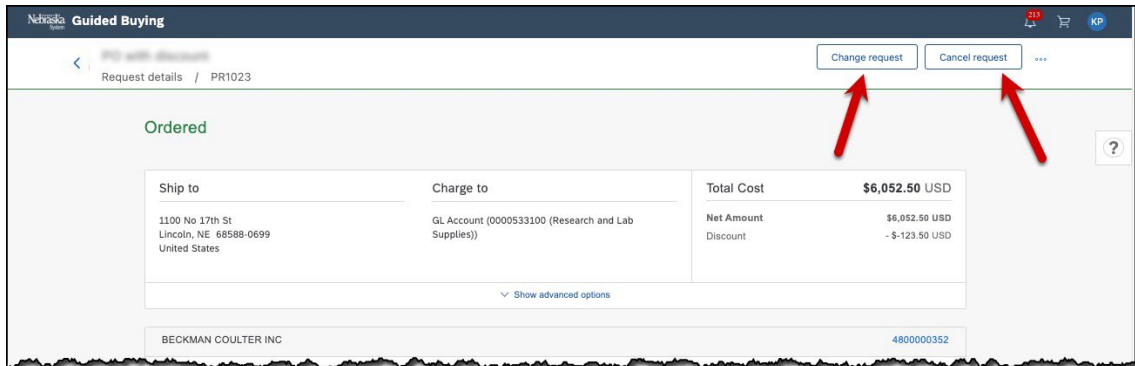 Nebraska System Guided Buying 213 KP
PO with discount Change request Cancel request
Request details / PR1023
Ordered
?
Ship to Charge to Total Cost $6,052.50 USD
1100 No 17th St GL Account (0000533100 (Research and Lab Net Amount $6,052.50 USD
Lincoln, NE 68588-0699 Supplies)) Discount - $-123.50 USD
United States
Show advanced options
BECKMAN COULTER INC 4800000352